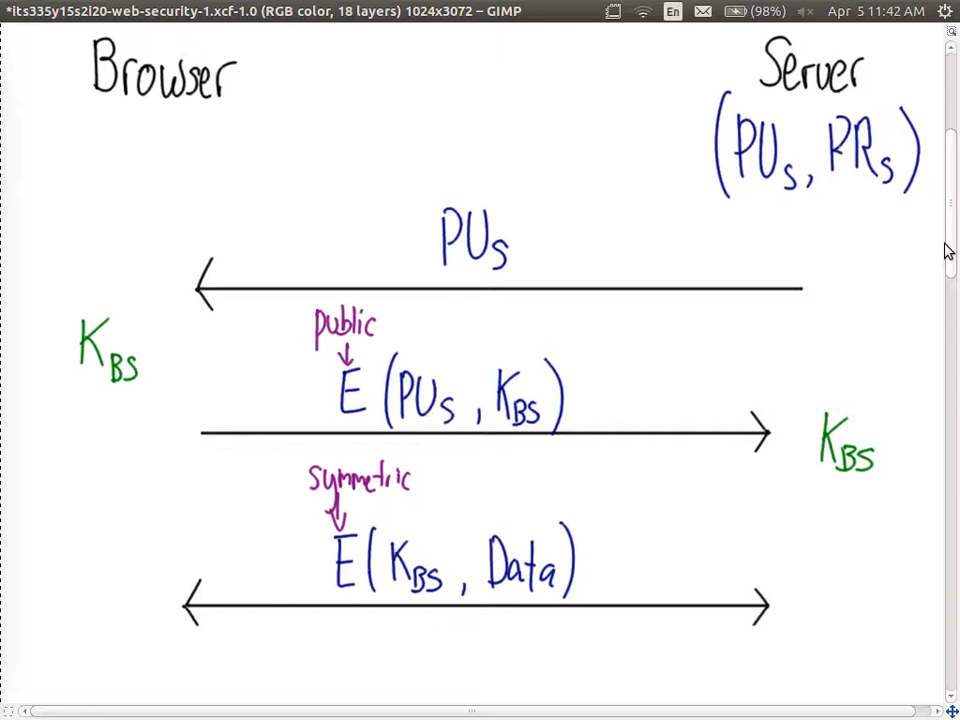 *its335y15s2i20-web-security-1.xcf-1.0 (RGB color, 18 layers) 1024x3072 – GIMP En (98%) Apr 5 11:42 AM
Browser Server
(PUS, PRS)
PUS
public
KBS
E (PUS, KBS)
KBS
symmetric
E(KBS, Data)